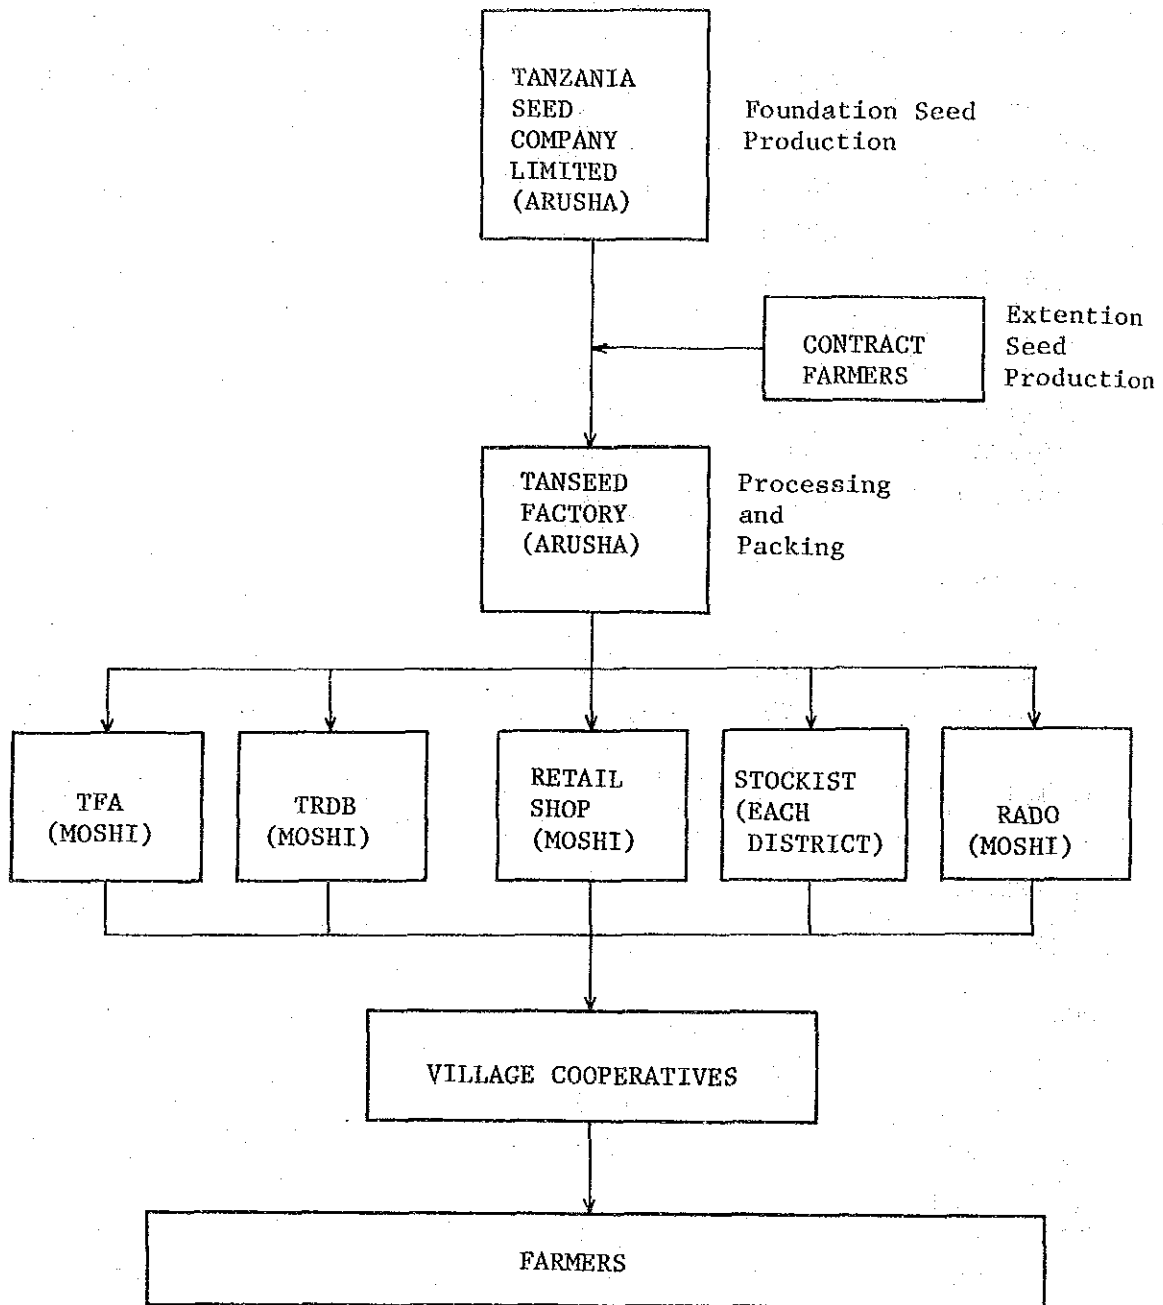 TANZANIA
SEED
COMPANY
LIMITED
(ARUSHA)
Foundation Seed
Production
CONTRACT
FARMERS
Extention
Seed
Production
TANSEED
FACTORY
(ARUSHA)
Processing
and
Packing
TFA
(MOSHI)
TRDB
(MOSHI)
RETAIL
SHOP
(MOSHI)
STOCKIST
(EACH
DISTRICT)
RADO
(MOSHI)
VILLAGE COOPERATIVES
FARMERS